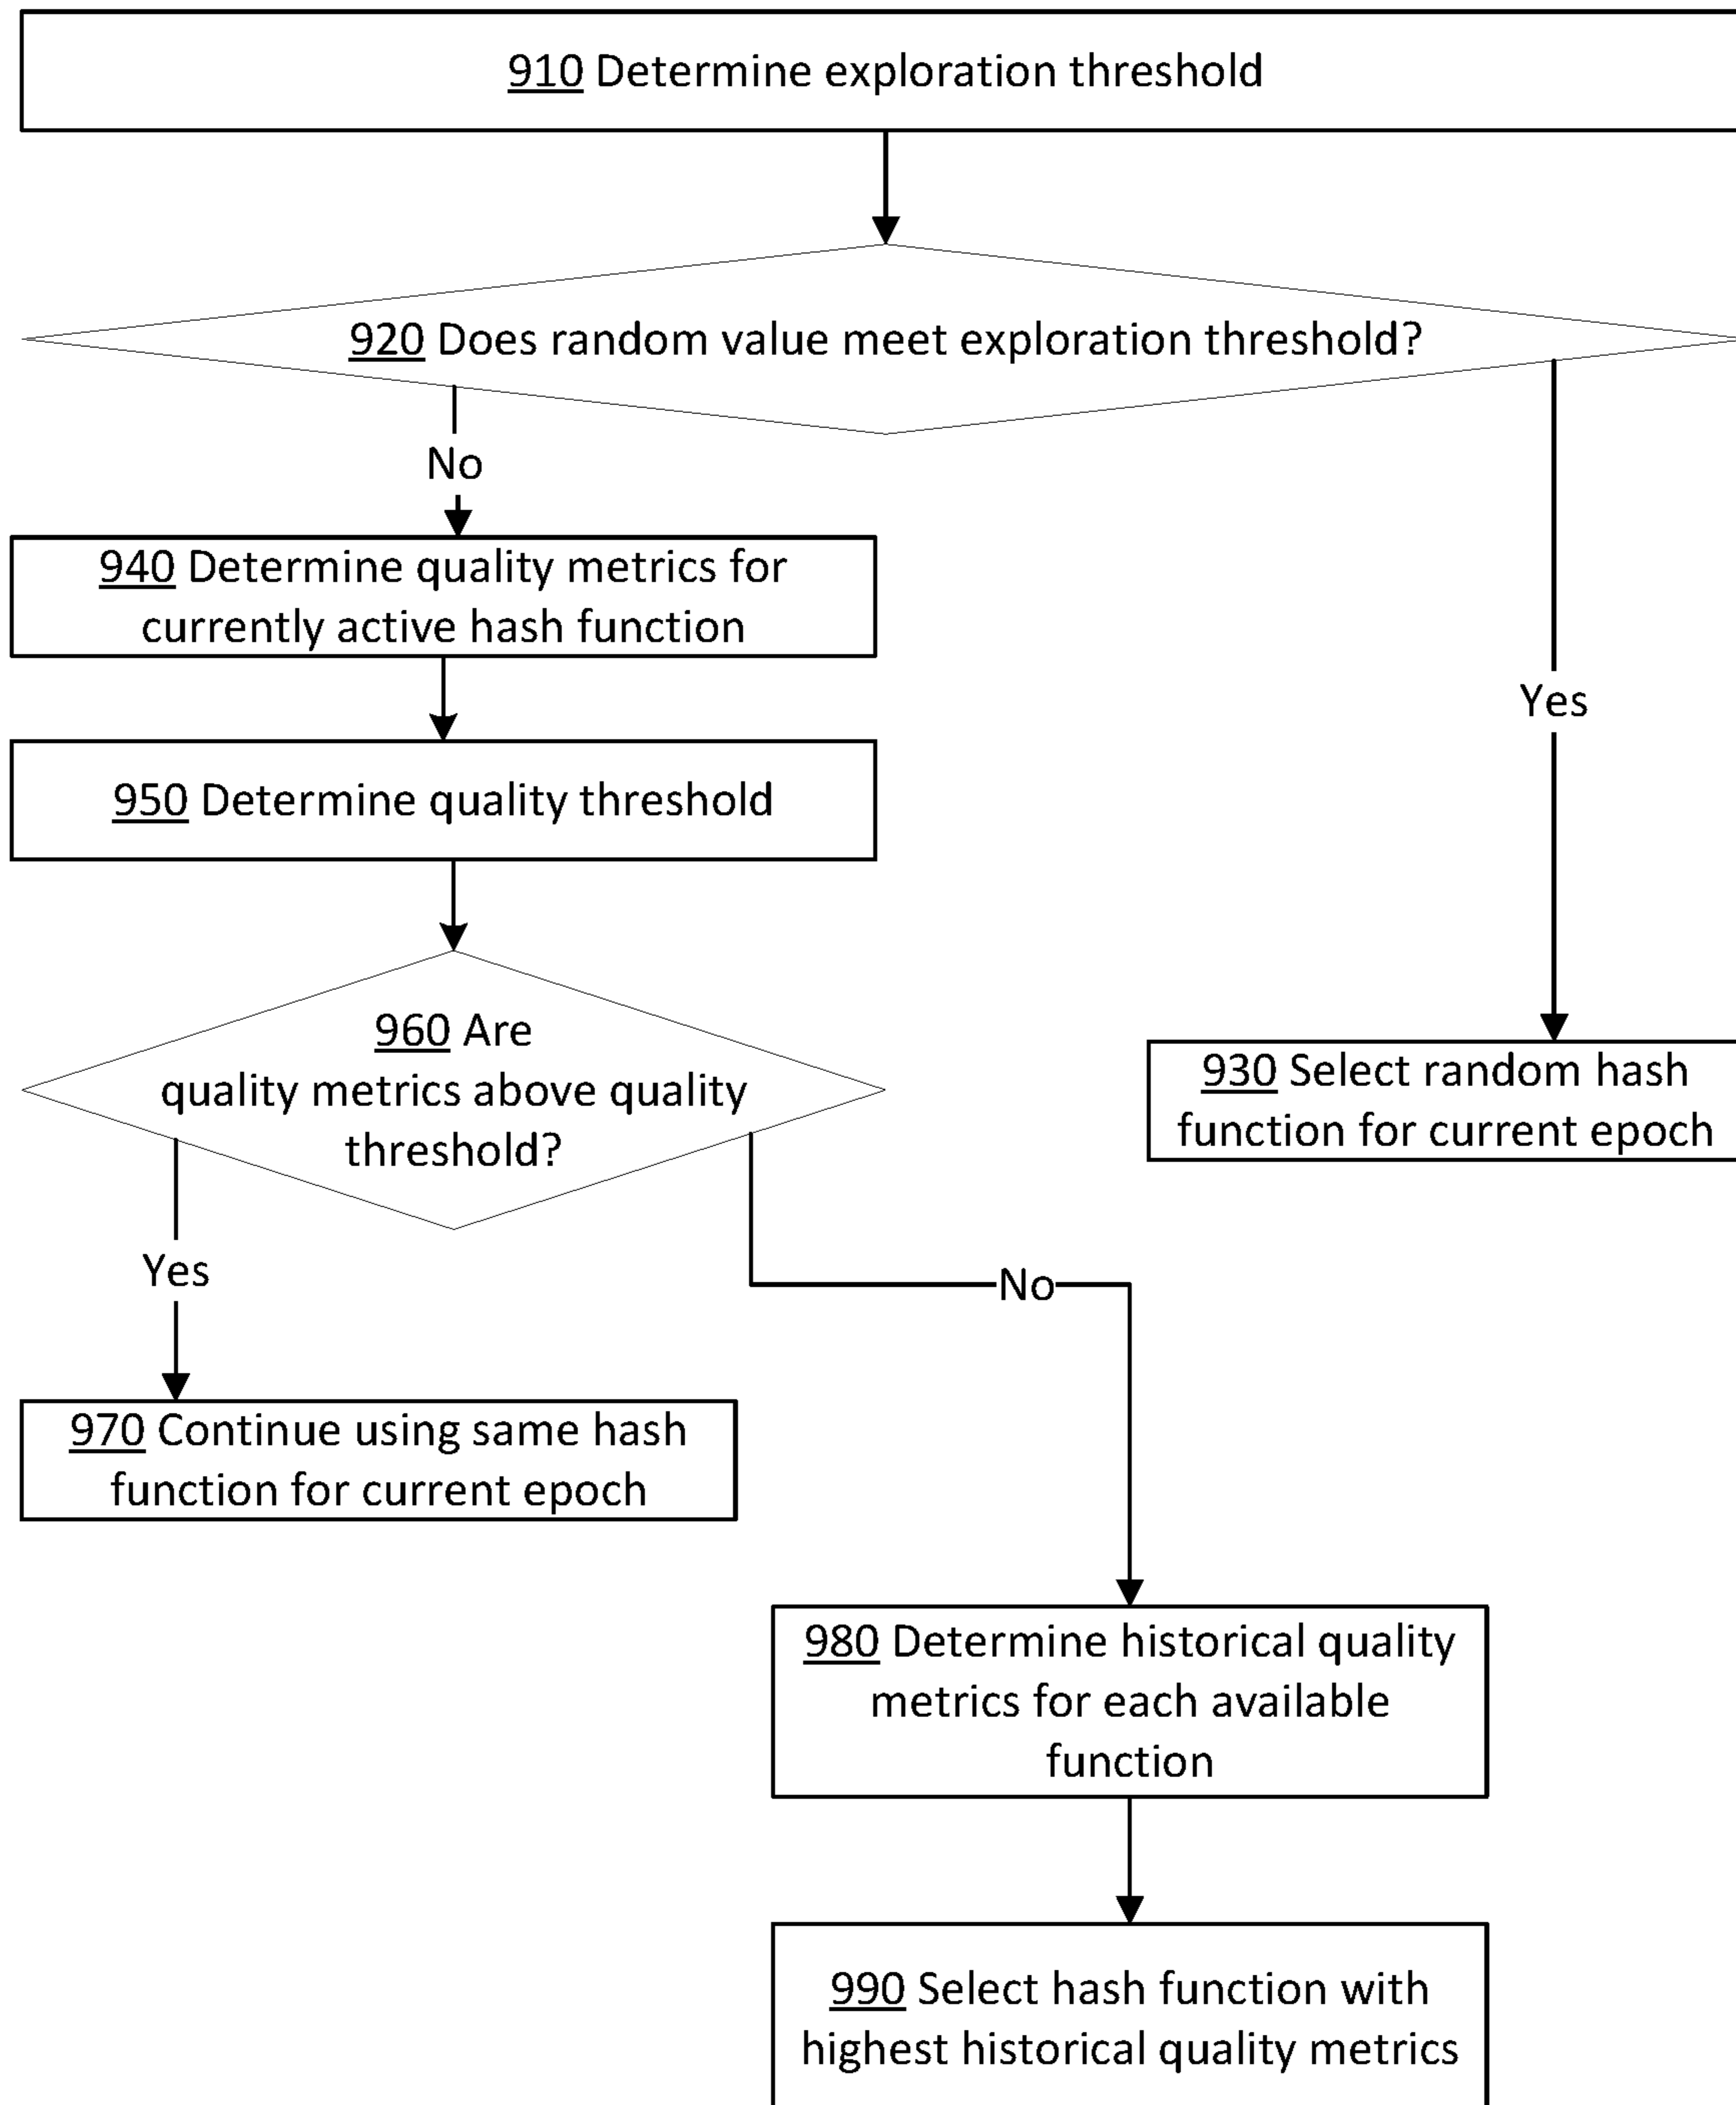 910 Determine exploration threshold
920 Does random value meet exploration threshold?
No
940 Determine quality metrics for
currently active hash function
Yes
950 Determine quality threshold
960 Are
quality metrics above quality
threshold?
930 Select random hash
function for current epoch
Yes
No
970 Continue using same hash
function for current epoch
980 Determine historical quality
metrics for each available
function
990 Select hash function with
highest historical quality metrics